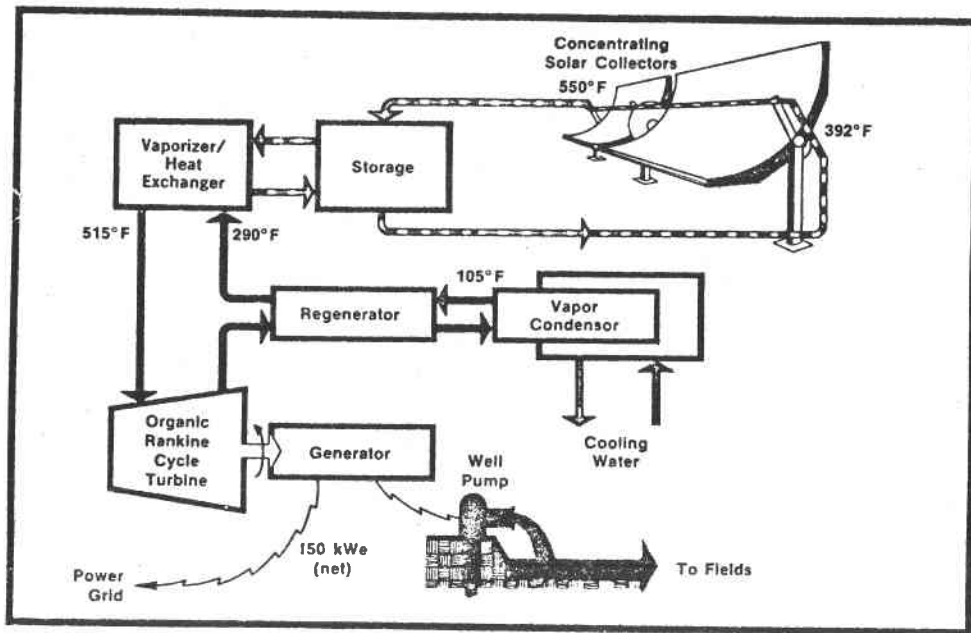 Concentrating
Solar Collectors
550°F
392°F
Vaporizer/
Heat
Exchanger
Storage
515°F
290°F
105°F
Regenerator
Vapor
Condensor
Organic
Rankine
Cycle
Turbine
Generator
Cooling
Water
Well
Pump
150 kWe
(net)
Power
Grid
To Fields